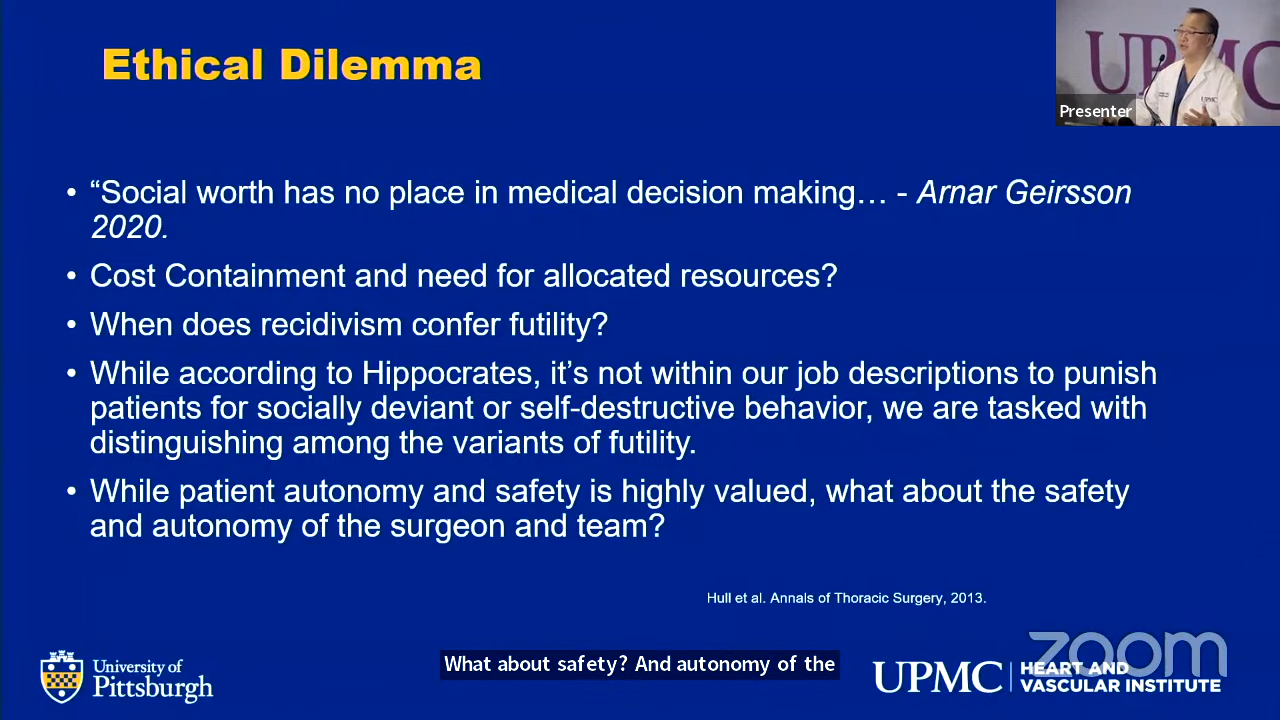 Ethical Dilemma
UPMC
UPMC
Presenter
• “Social worth has no place in medical decision making… - Arnar Geirsson
2020.
• Cost Containment and need for allocated resources?
• When does recidivism confer futility?
• While according to Hippocrates, it’s not within our job descriptions to punish
patients for socially deviant or self-destructive behavior, we are tasked with
distinguishing among the variants of futility.
• While patient autonomy and safety is highly valued, what about the safety
and autonomy of the surgeon and team?
Hull et al. Annals of Thoracic Surgery, 2013.
zoom
University of
Pittsburgh
What about safety? And autonomy of the
UPMC
HEART AND
VASCULAR INSTITUTE